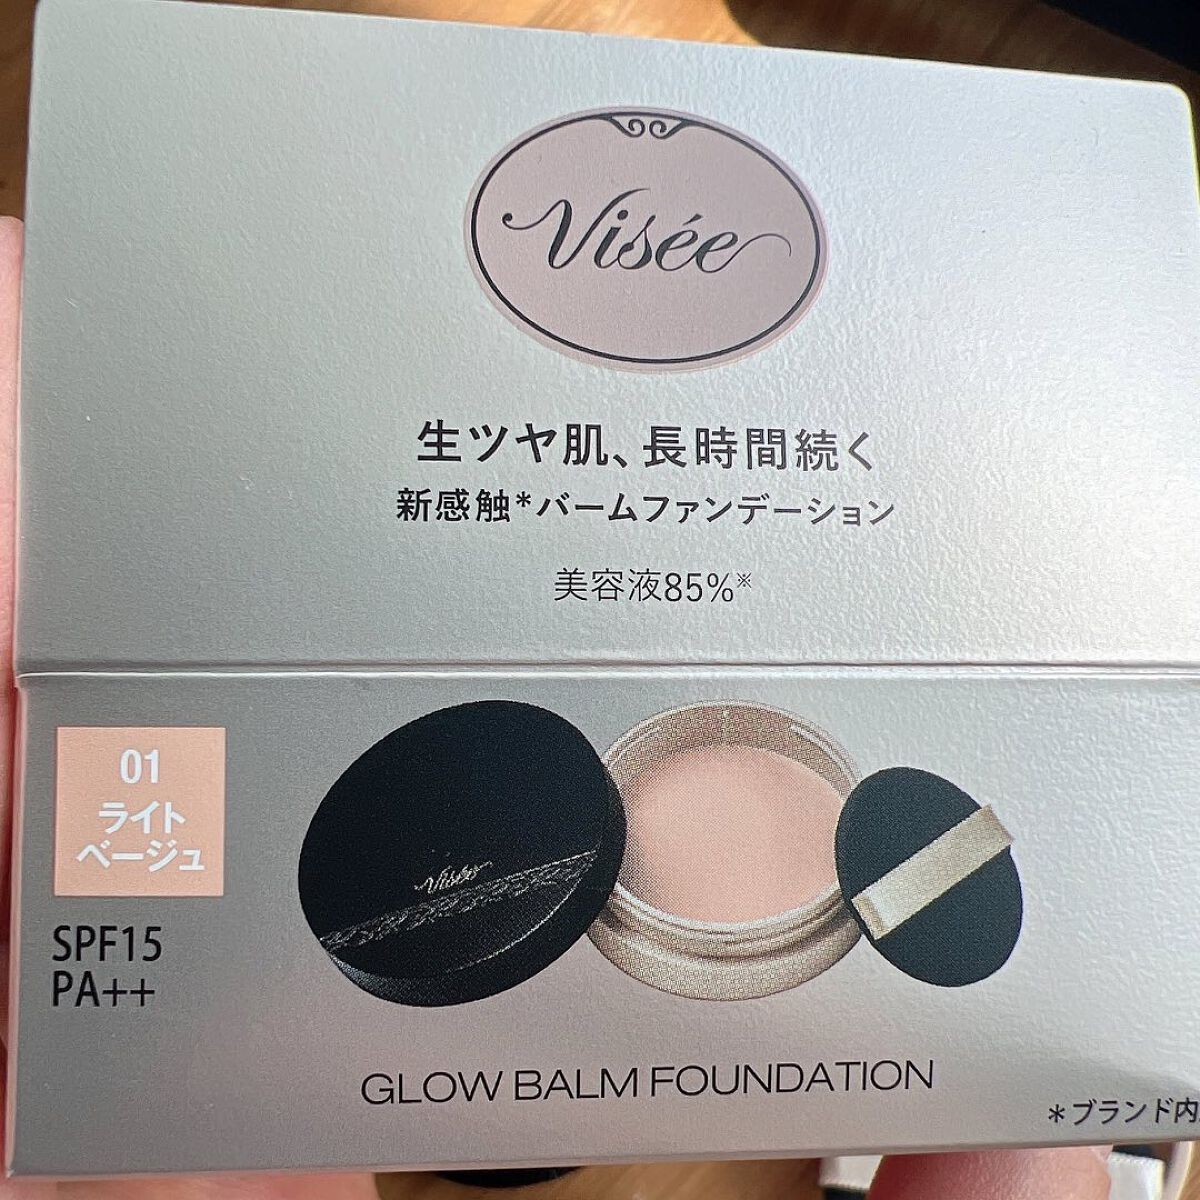 Visée
生ツヤ肌、長時間続く
新感触*バームファンデーション
美容液85%※
01
ライト
ベージュ
SPF15
PA++
Visée
GLOW BALM FOUNDATION
*ブランド内